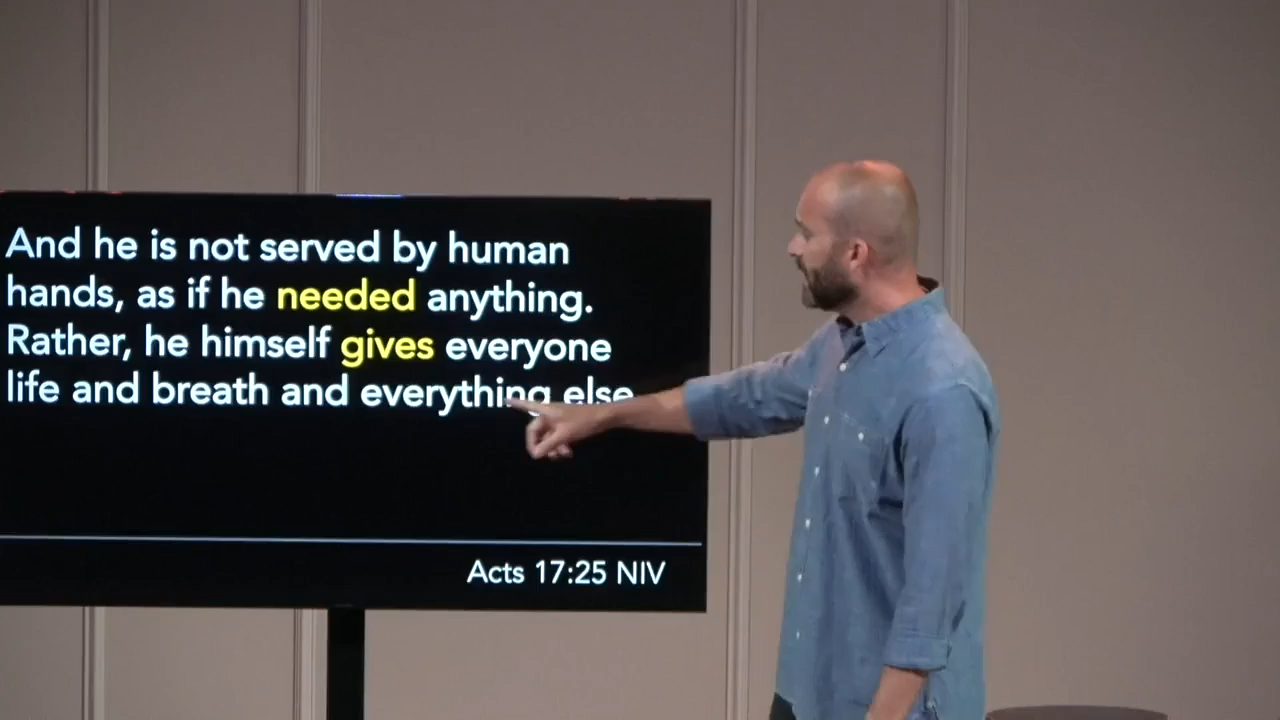 And he is not served by human
hands, as if he needed anything.
Rather, he himself gives everyone
life and breath and everything else
Acts 17:25 NIV